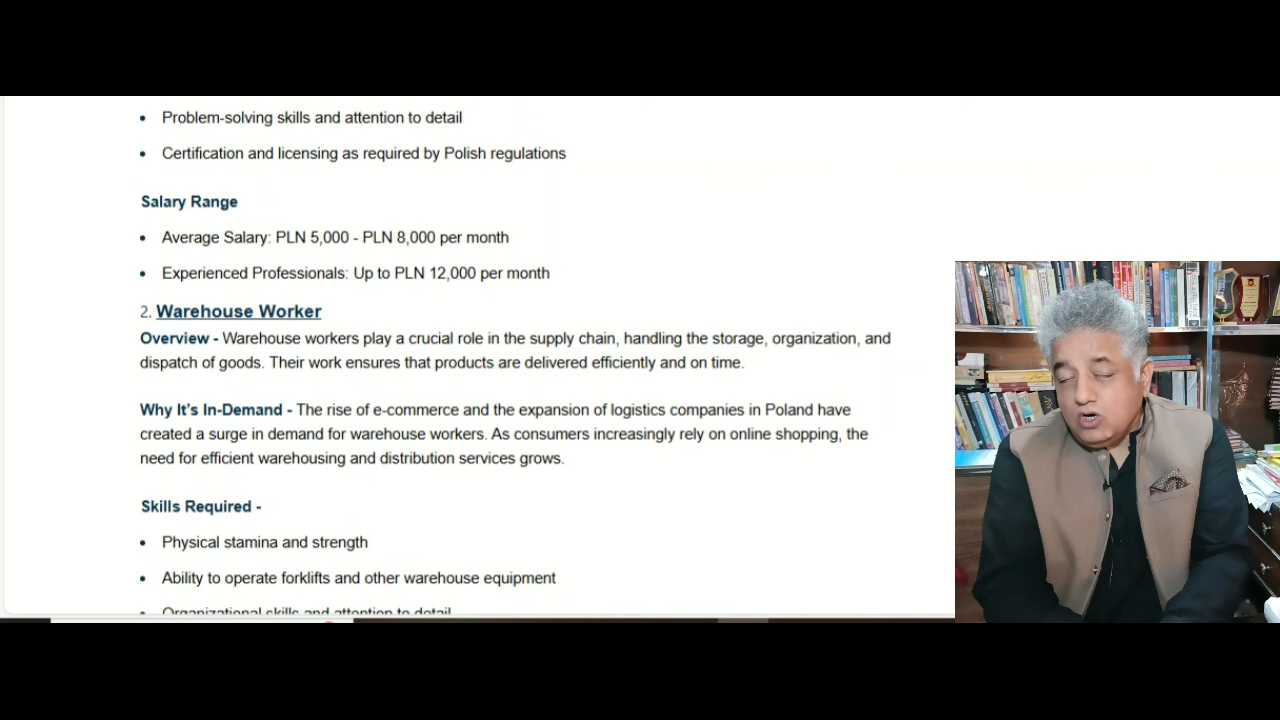 • Problem-solving skills and attention to detail
• Certification and licensing as required by Polish regulations
Salary Range
• Average Salary: PLN 5,000 - PLN 8,000 per month
• Experienced Professionals: Up to PLN 12,000 per month
2. Warehouse Worker
Overview - Warehouse workers play a crucial role in the supply chain, handling the storage, organization, and
dispatch of goods. Their work ensures that products are delivered efficiently and on time.
Why It's In-Demand - The rise of e-commerce and the expansion of logistics companies in Poland have
created a surge in demand for warehouse workers. As consumers increasingly rely on online shopping, the
need for efficient warehousing and distribution services grows.
Skills Required -
• Physical stamina and strength
• Ability to operate forklifts and other warehouse equipment
• Organizational skills and attention to detail